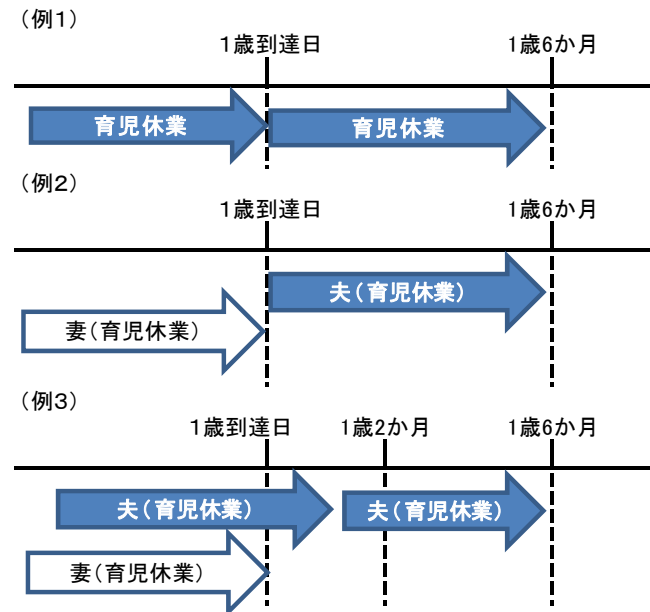 （例１）
１歳到達日 １歳６か月
育児休業 育児休業
（例２）
１歳到達日 １歳６か月
夫（育児休業）
妻（育児休業）
（例３）
１歳到達日 １歳２か月 １歳６か月
夫（育児休業） 夫（育児休業）
妻（育児休業）